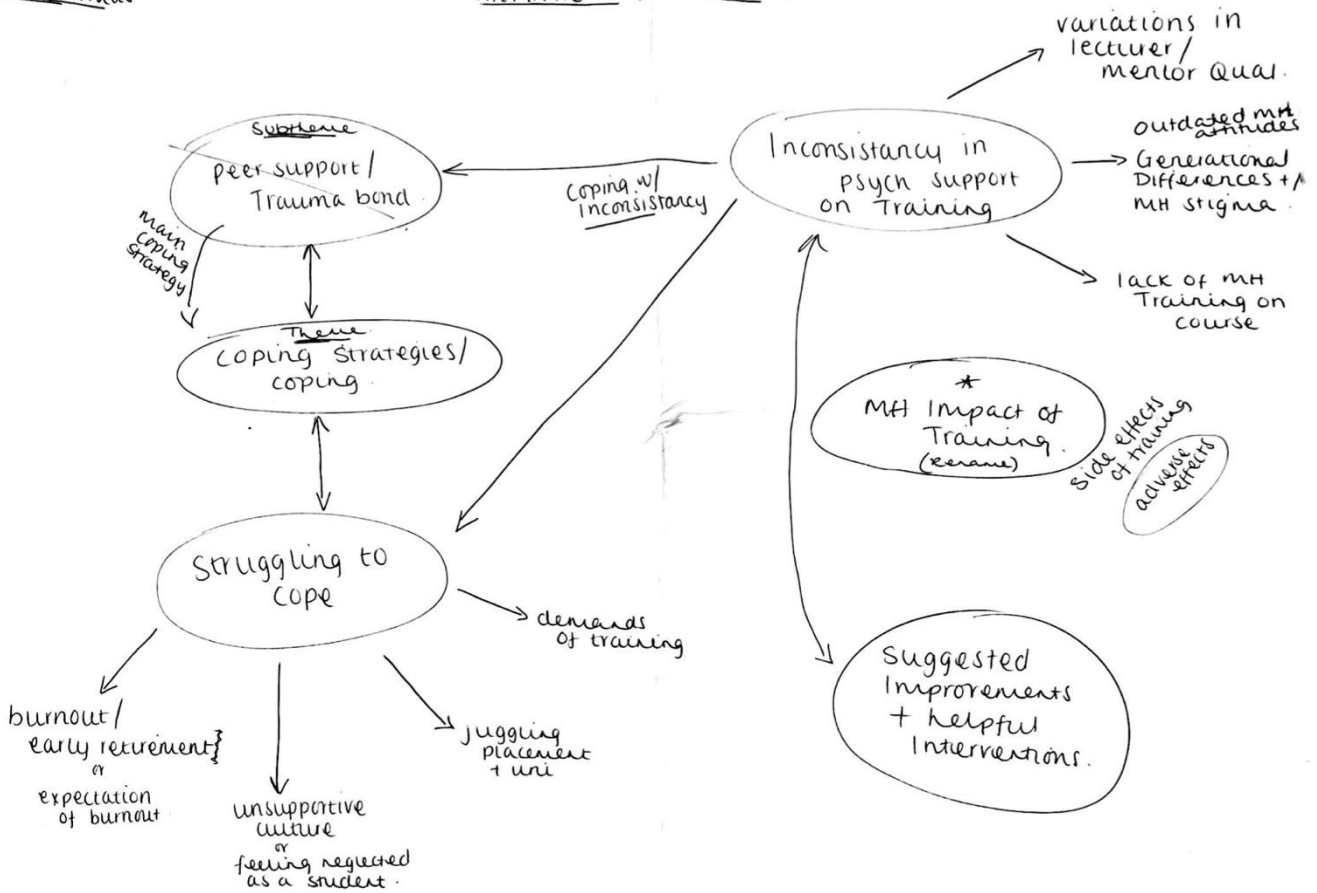 variations in
lecturer/
mentor Qual.
Subtheme
peer support/
Trauma bond
main
coping
strategy
coping w/
inconsistancy
Inconsistancy in
psych support
on Training
outdated MH
attitudes
Generational
Differences + /
MH stigma.
lack of MH
Training on
course
Theme
coping strategies/
coping.
*
MH Impact of
Training.
(rename)
side effects
of training
adverse
effects
Struggling to
cope
demands
of training
juggling
placement
+ uni
burnout/
early retirement}
or
expectation
of burnout.
unsupportive
culture
or
feeling neglected
as a student.
Suggested
Improvements
+ helpful
Interventions.